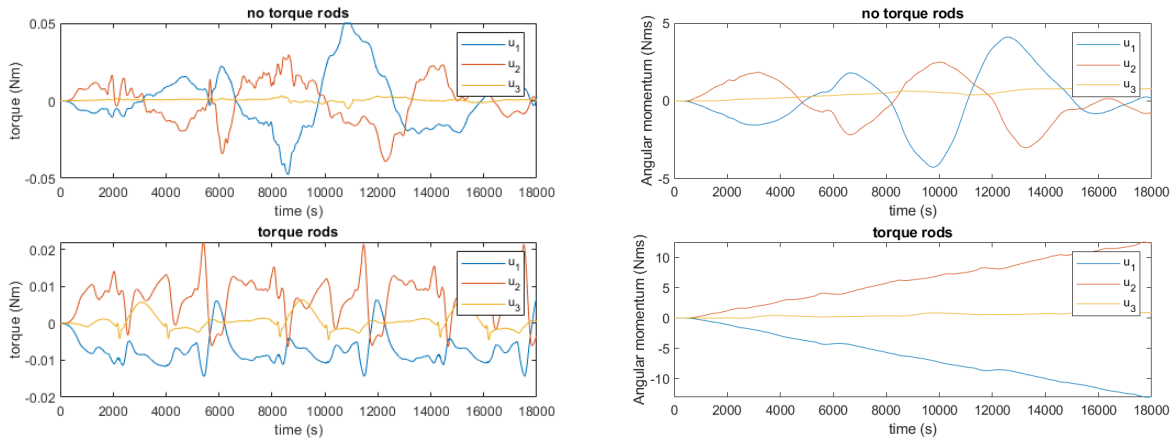 no torque rods
torque (Nm)
0.05
0
-0.05
u1
u2
u3
0 2000 4000 6000 8000 10000 12000 14000 16000 18000
time (s)
no torque rods
Angular momentum (Nms)
5
0
-5
u1
u2
u3
0 2000 4000 6000 8000 10000 12000 14000 16000 18000
time (s)
torque rods
torque (Nm)
0.02
0.01
0
-0.01
-0.02
u1
u2
u3
0 2000 4000 6000 8000 10000 12000 14000 16000 18000
time (s)
torque rods
Angular momentum (Nms)
10
5
0
-5
-10
u1
u2
u3
0 2000 4000 6000 8000 10000 12000 14000 16000 18000
time (s)